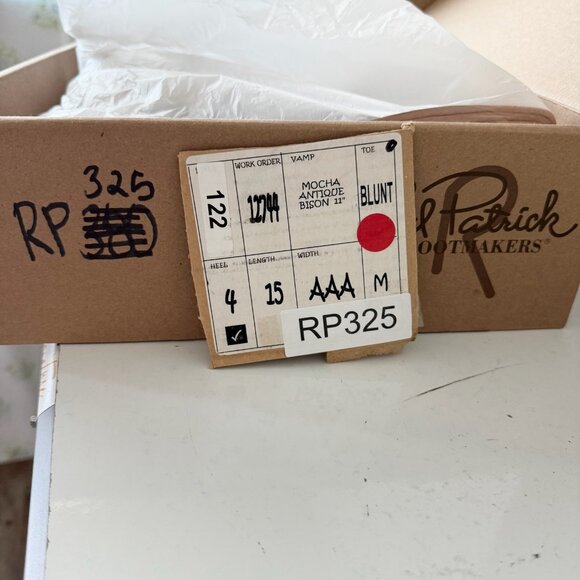 325
RP
122
WORK ORDER
12744
VAMP
MOCHA
ANTIQUE
BISON 11"
TOE
BLUNT
HEEL
4
LENGTH
15
WIDTH
AAA
M
RP325
Patrick
OOTMAKERS®
R